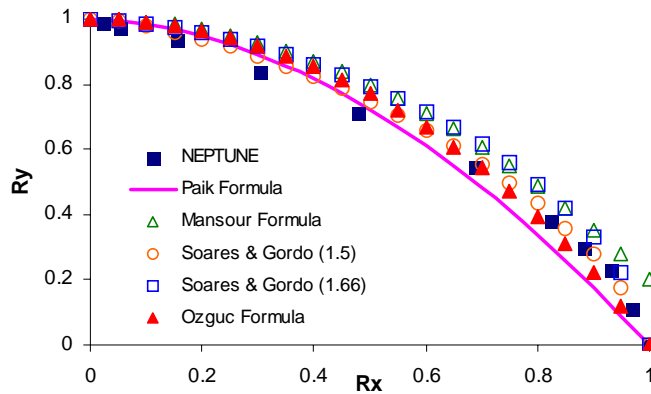 1
0.8
0.6
0.4
0.2
0
Ry
NEPTUNE
Paik Formula
Mansour Formula
Soares & Gordo (1.5)
Soares & Gordo (1.66)
Ozguc Formula
0 0.2 0.4 0.6 0.8 1
Rx